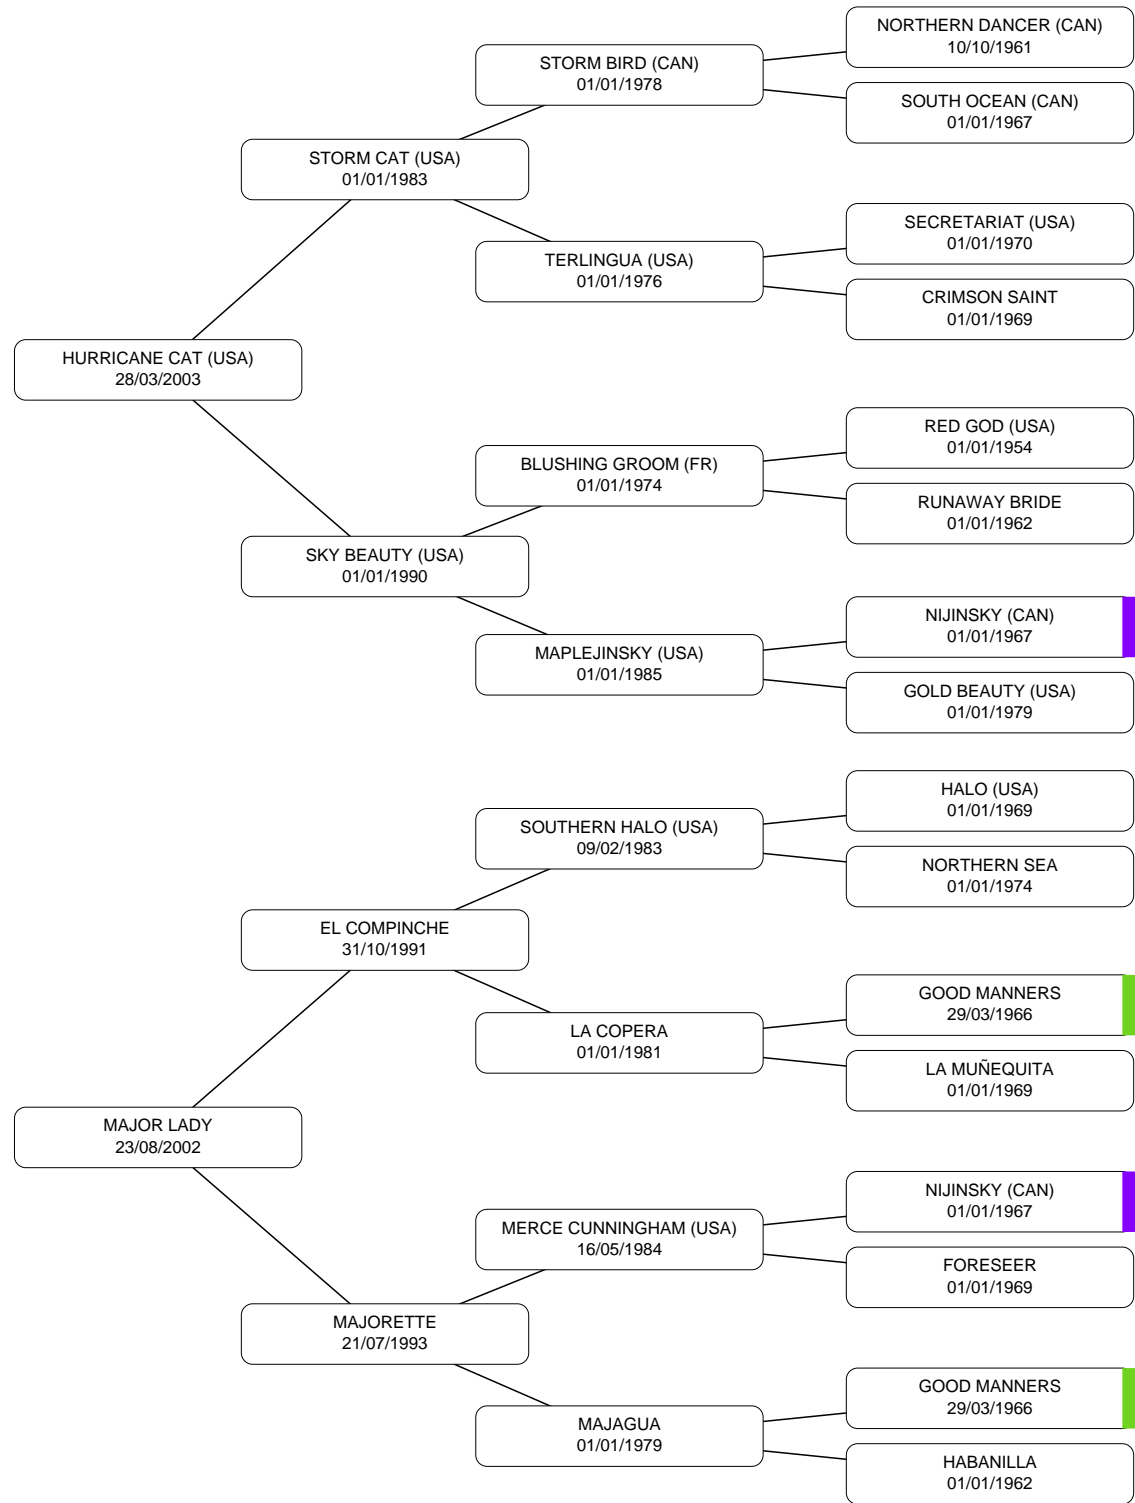 NORTHERN DANCER (CAN)
10/10/1961
STORM BIRD (CAN)
01/01/1978
SOUTH OCEAN (CAN)
01/01/1967
STORM CAT (USA)
01/01/1983
SECRETARIAT (USA)
01/01/1970
TERLINGUA (USA)
01/01/1976
CRIMSON SAINT
01/01/1969
HURRICANE CAT (USA)
28/03/2003
RED GOD (USA)
01/01/1954
BLUSHING GROOM (FR)
01/01/1974
RUNAWAY BRIDE
01/01/1962
SKY BEAUTY (USA)
01/01/1990
NIJINSKY (CAN)
01/01/1967
MAPLEJINSKY (USA)
01/01/1985
GOLD BEAUTY (USA)
01/01/1979
HALO (USA)
01/01/1969
SOUTHERN HALO (USA)
09/02/1983
NORTHERN SEA
01/01/1974
EL COMPINCHE
31/10/1991
GOOD MANNERS
29/03/1966
LA COPERA
01/01/1981
LA MUÑEQUITA
01/01/1969
MAJOR LADY
23/08/2002
NIJINSKY (CAN)
01/01/1967
MERCE CUNNINGHAM (USA)
16/05/1984
FORESEER
01/01/1969
MAJORETTE
21/07/1993
GOOD MANNERS
29/03/1966
MAJAGUA
01/01/1979
HABANILLA
01/01/1962